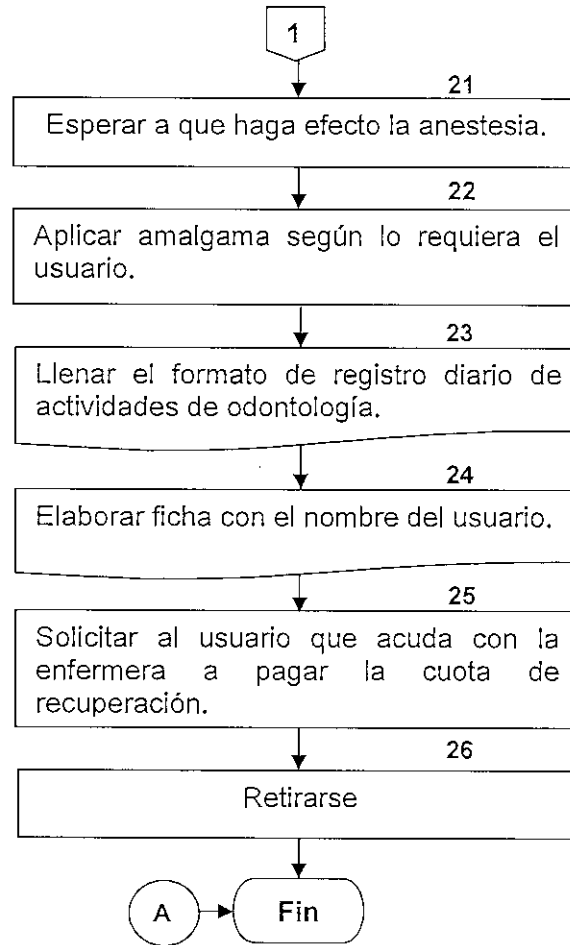 1
21
Esperar a que haga efecto la anestesia.
22
Aplicar amalgama según lo requiera el
usuario.
23
Llenar el formato de registro diario de
actividades de odontología.
24
Elaborar ficha con el nombre del usuario.
25
Solicitar al usuario que acuda con la
enfermera a pagar la cuota de
recuperación.
26
Retirarse
A
Fin